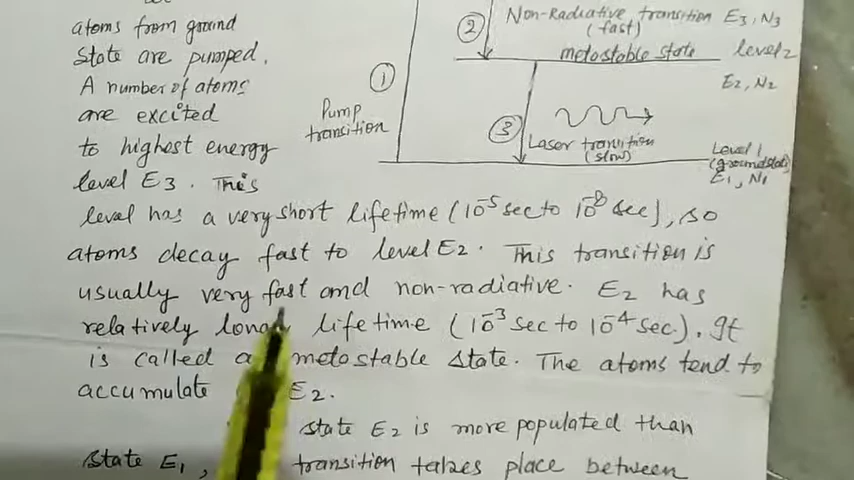 atoms from ground
state are pumped.
A number of atoms
are excited
to highest energy
level E3. This
② Non-Radiative transition E3, N3
(fast)
metastable state level 2
E2, N2
①
Pump
transition
③ Laser transition
(slow)
Level 1
(ground state)
E1, N1
level has a very short lifetime (10⁻⁵ sec to 10⁻⁸ sec), so
atoms decay fast to level E2. This transition is
usually very fast and non-radiative. E2 has
relatively long lifetime (10⁻³ sec to 10⁻⁴ sec). It
is called a metastable state. The atoms tend to
accumulate E2.
state E2 is more populated than
state E1, transition takes place between